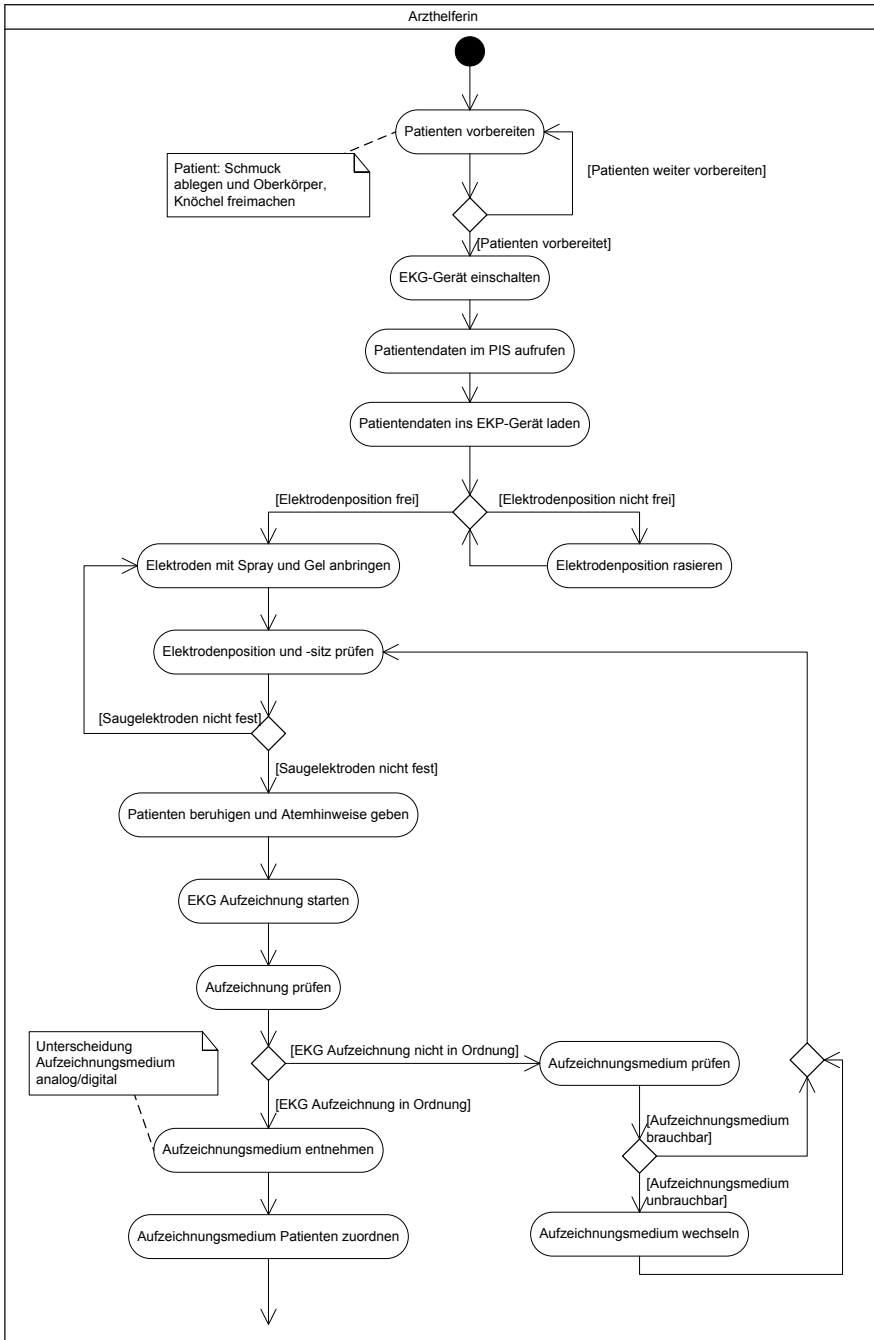 Arzthelferin
Patienten vorbereiten
Patient: Schmuck
ablegen und Oberkörper,
Knöchel freimachen
[Patienten weiter vorbereiten]
[Patienten vorbereitet]
EKG-Gerät einschalten
Patientendaten im PIS aufrufen
Patientendaten ins EKP-Gerät laden
[Elektrodenposition frei]
[Elektrodenposition nicht frei]
Elektroden mit Spray und Gel anbringen
Elektrodenposition rasieren
Elektrodenposition und -sitz prüfen
[Saugelektroden nicht fest]
[Saugelektroden nicht fest]
Patienten beruhigen und Atemhinweise geben
EKG Aufzeichnung starten
Aufzeichnung prüfen
Unterscheidung
Aufzeichnungsmedium
analog/digital
[EKG Aufzeichnung nicht in Ordnung]
Aufzeichnungsmedium prüfen
[EKG Aufzeichnung in Ordnung]
[Aufzeichnungsmedium
brauchbar]
Aufzeichnungsmedium entnehmen
[Aufzeichnungsmedium
unbrauchbar]
Aufzeichnungsmedium Patienten zuordnen
Aufzeichnungsmedium wechseln